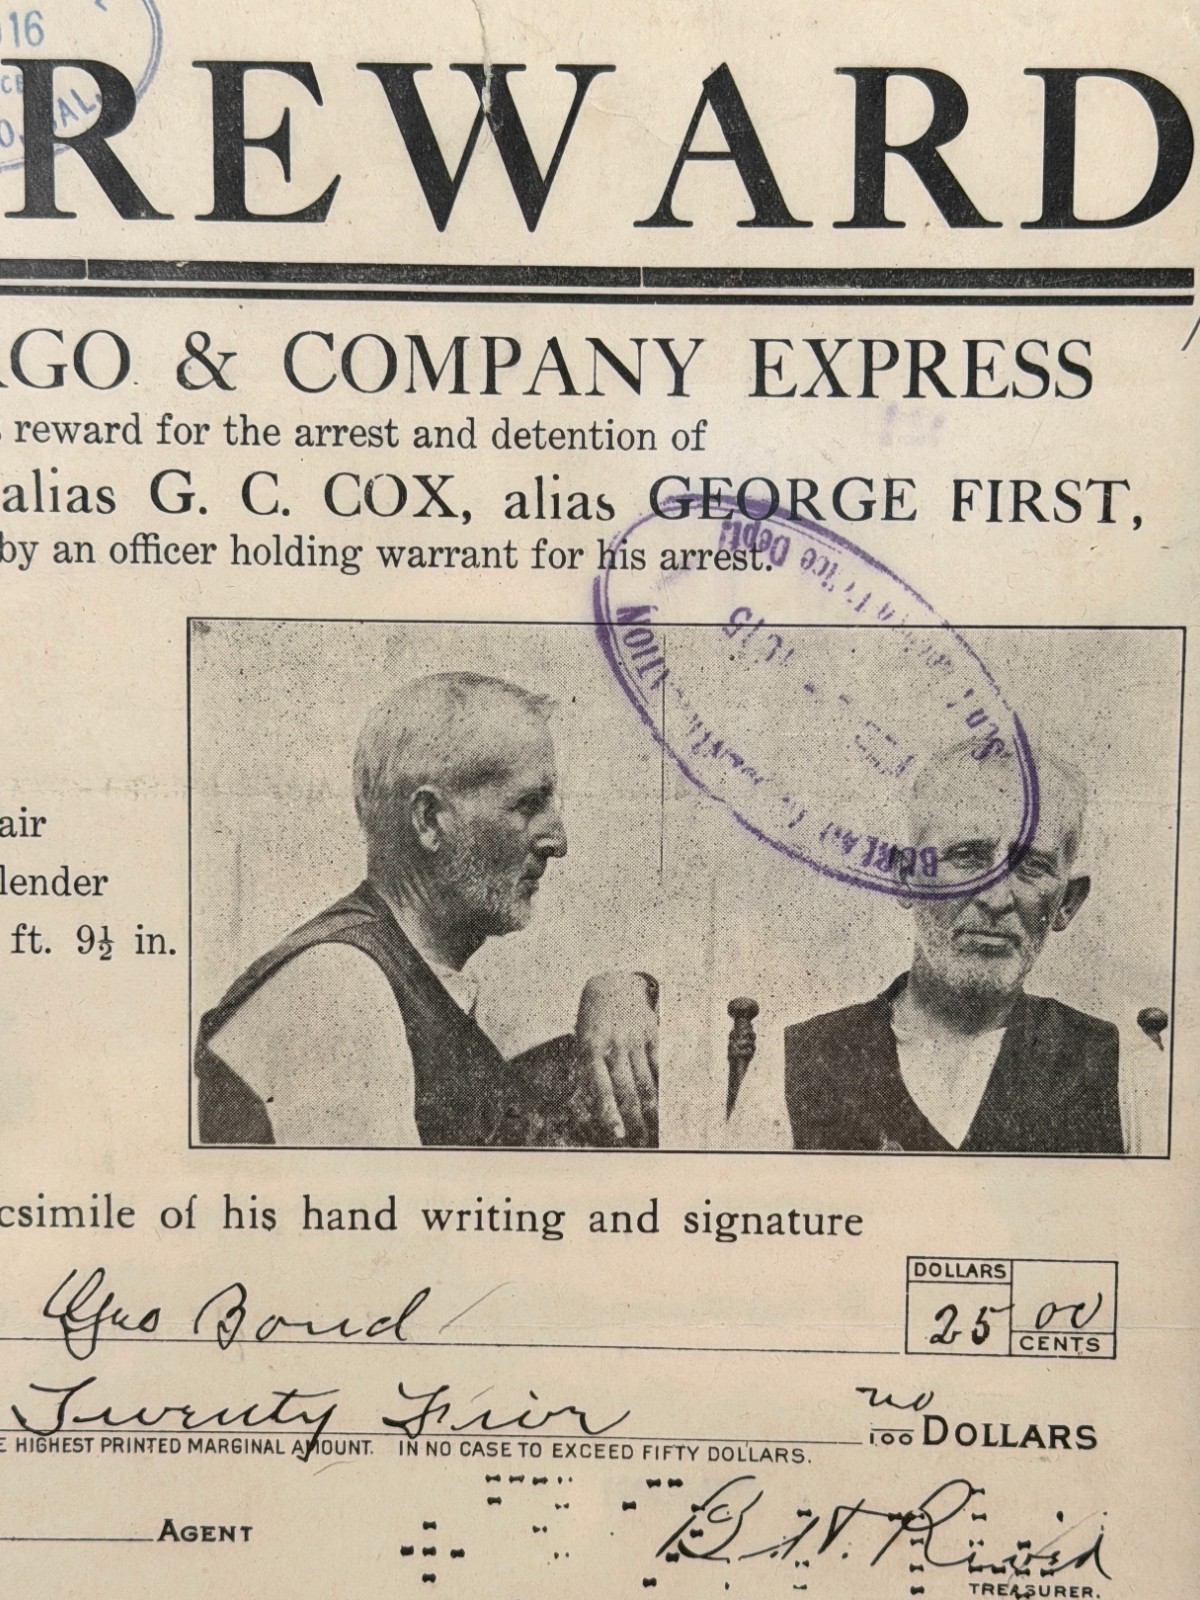 16
REWARD
GO & COMPANY EXPRESS
reward for the arrest and detention of
alias G. C. COX, alias GEORGE FIRST,
by an officer holding warrant for his arrest.
Dept.
BUREAU
air
lender
ft. 9½ in.
csimile of his hand writing and signature
Geo Bond
DOLLARS
25 00
CENTS
Twenty Five
no
100 DOLLARS
E HIGHEST PRINTED MARGINAL AMOUNT. IN NO CASE TO EXCEED FIFTY DOLLARS.
AGENT
TREASURER.